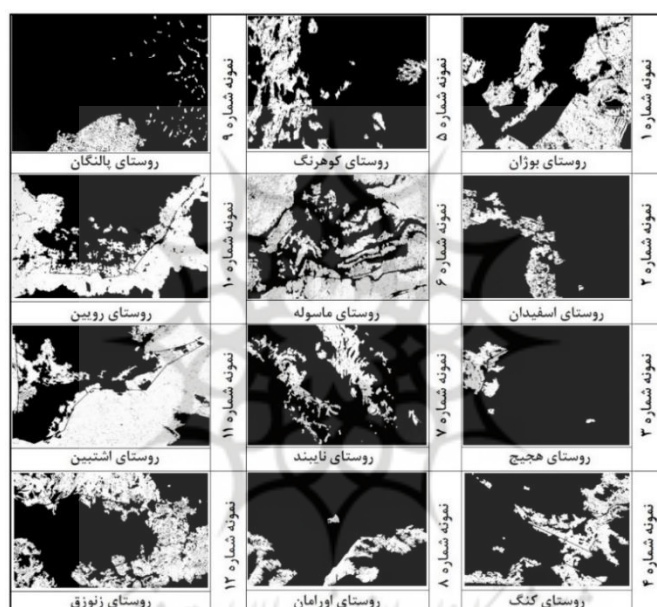 نمونه شماره ۱
روستای بوژان
نمونه شماره ۵
روستای کوهرنگ
نمونه شماره ۹
روستای پالنگان
نمونه شماره ۲
روستای اسفیدان
نمونه شماره ۶
روستای ماسوله
نمونه شماره ۱۰
روستای رویین
نمونه شماره ۳
روستای هجیج
نمونه شماره ۷
روستای نایبند
نمونه شماره ۱۱
روستای اشتبین
نمونه شماره ۴
روستای کنگ
نمونه شماره ۸
روستای اورامان
نمونه شماره ۱۲
روستای زنوزق